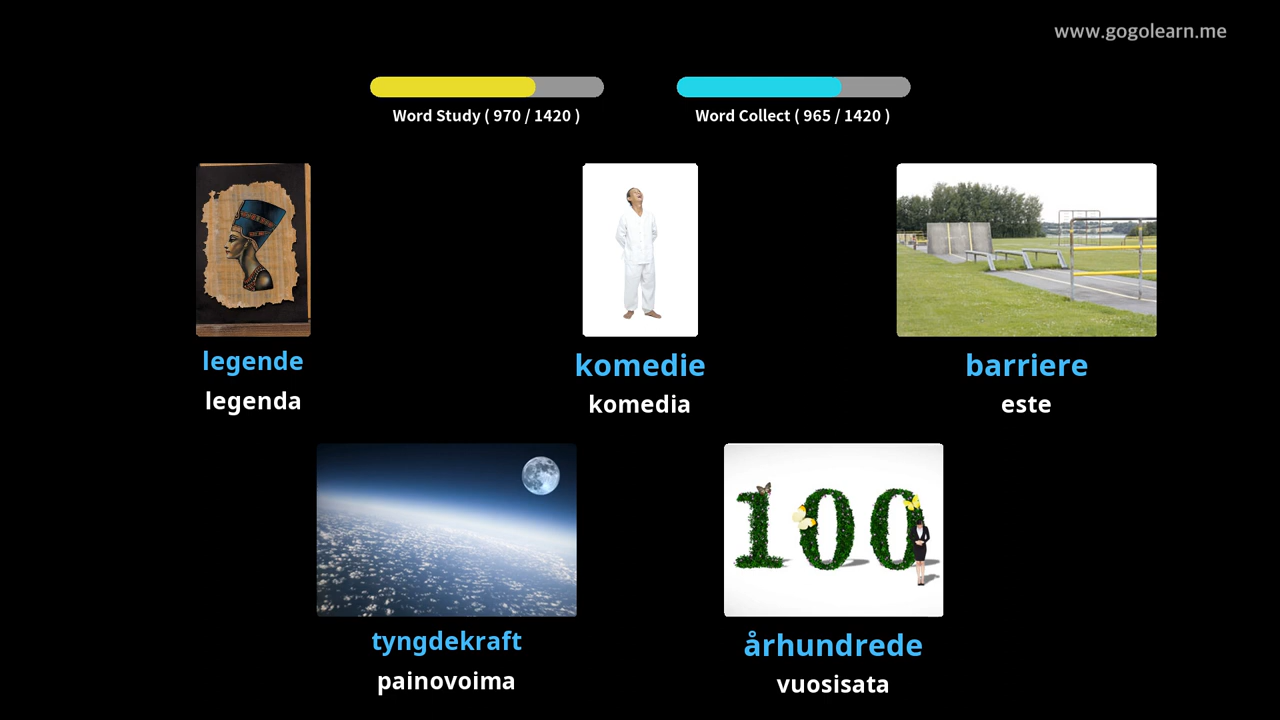 www.gogolearn.me
Word Study ( 970 / 1420 )
Word Collect ( 965 / 1420 )
legende
legenda
komedie
komedia
barriere
este
100
tyngdekraft
painovoima
århundrede
vuosisata